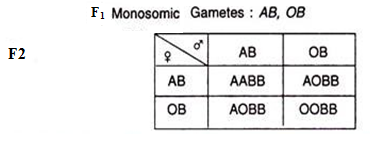 F1 Monosomic Gametes : AB, OB
F2
♀ ♂ AB OB
AB AABB AOBB
OB AOBB OOBB